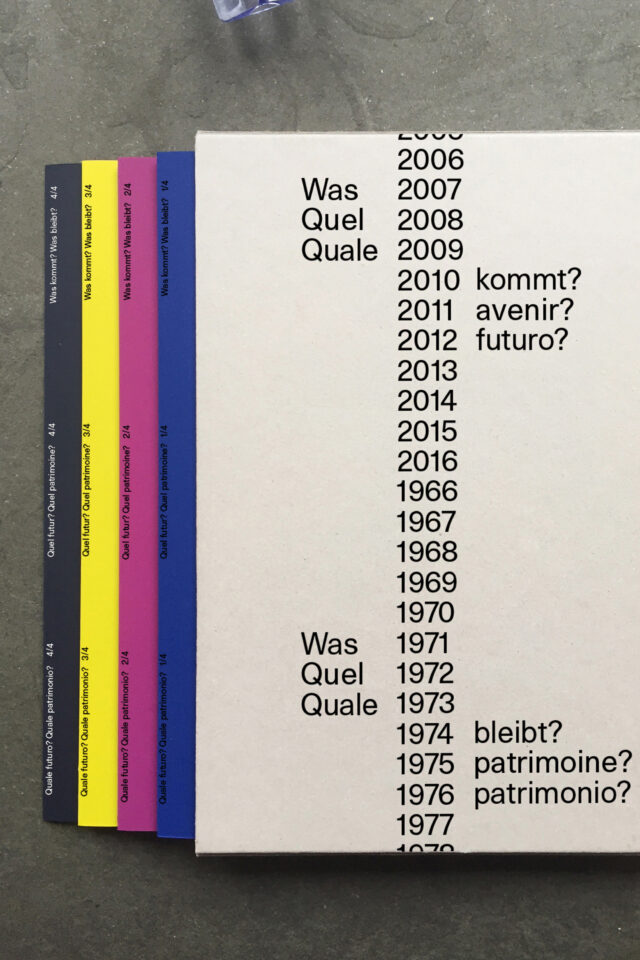 Was kommt? Was bleibt? 4/4
Quel futur? Quel patrimoine? 4/4
Quale futuro? Quale patrimonio? 4/4
Was kommt? Was bleibt? 3/4
Quel futur? Quel patrimoine? 3/4
Quale futuro? Quale patrimonio? 3/4
Was kommt? Was bleibt? 2/4
Quel futur? Quel patrimoine? 2/4
Quale futuro? Quale patrimonio? 2/4
Was kommt? Was bleibt? 1/4
Quel futur? Quel patrimoine? 1/4
Quale futuro? Quale patrimonio? 1/4
2006
Was 2007
Quel 2008
Quale 2009
2010 kommt?
2011 avenir?
2012 futuro?
2013
2014
2015
2016
1966
1967
1968
1969
1970
Was 1971
Quel 1972
Quale 1973
1974 bleibt?
1975 patrimoine?
1976 patrimonio?
1977